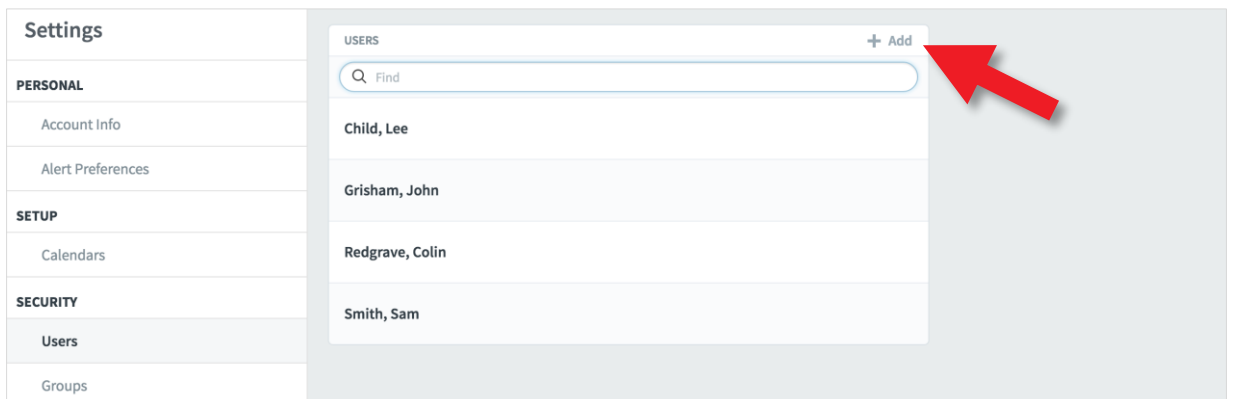 Settings
PERSONAL
Account Info
Alert Preferences
SETUP
Calendars
SECURITY
Users
Groups
USERS
+ Add
Find
Child, Lee
Grisham, John
Redgrave, Colin
Smith, Sam